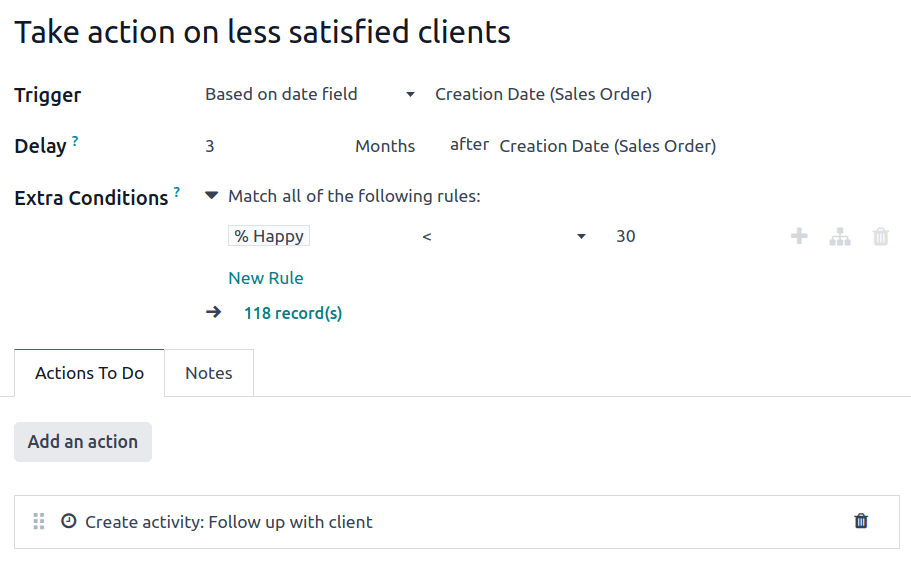 Take action on less satisfied clients
Trigger Based on date field Creation Date (Sales Order)
Delay ? 3 Months after Creation Date (Sales Order)
Extra Conditions ? Match all of the following rules:
% Happy < 30
New Rule
118 record(s)
Actions To Do Notes
Add an action
Create activity: Follow up with client